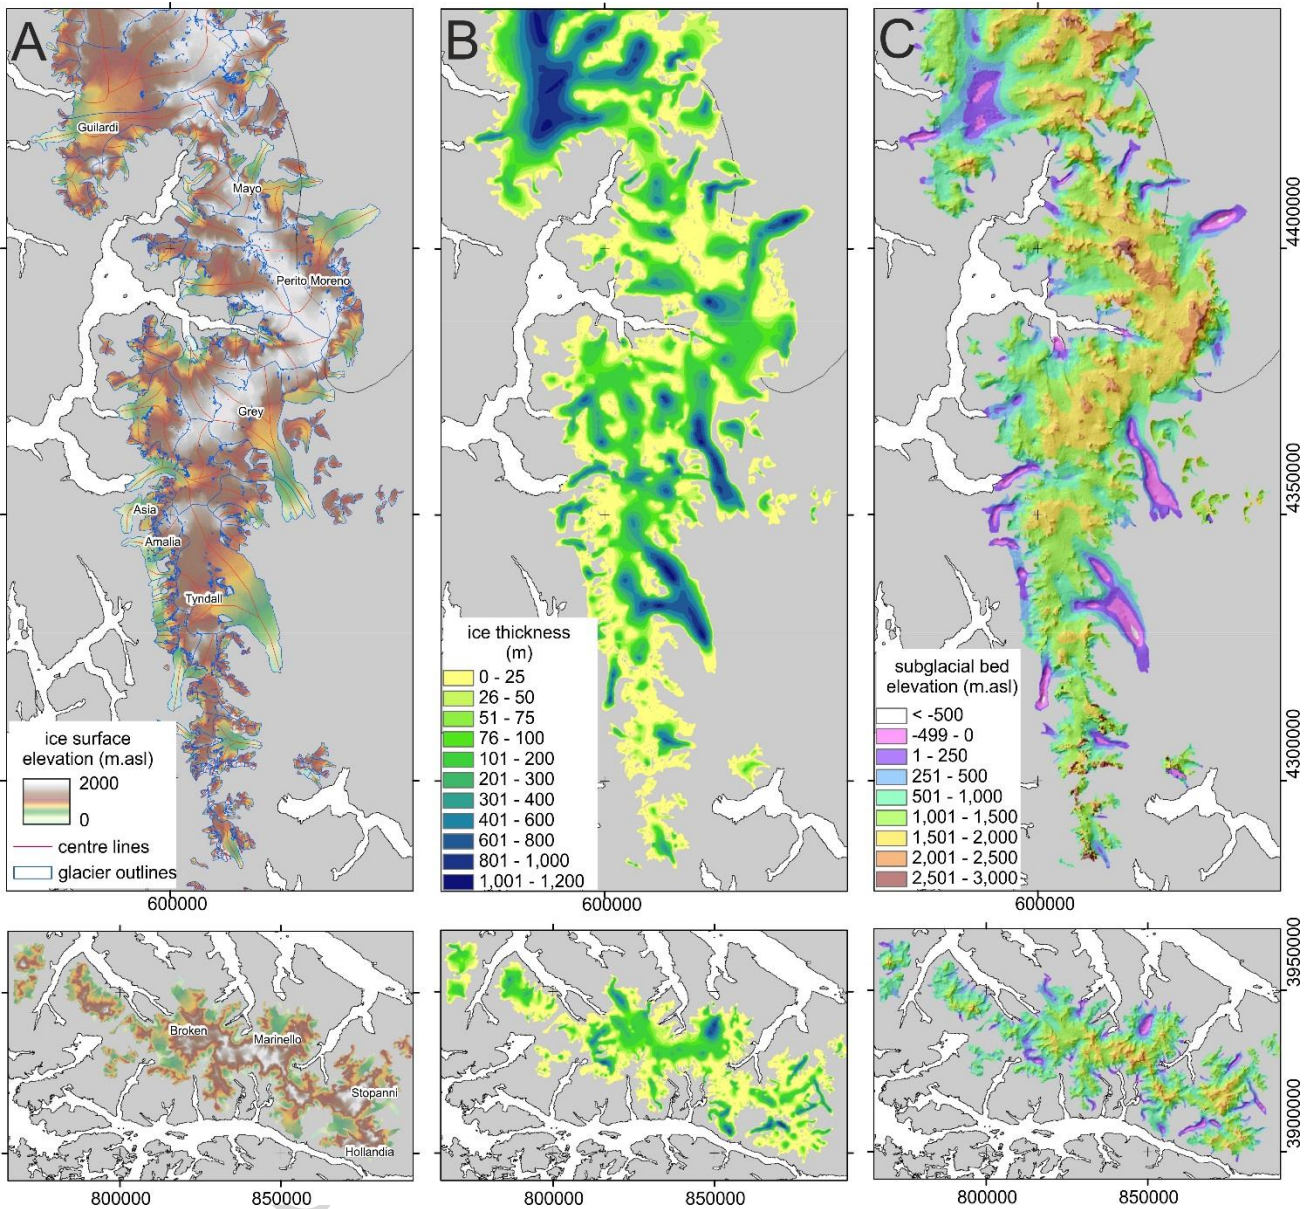 A
B
C
Guilardi
Mayo
Perito Moreno
Grey
Asia
Amalia
Tyndall
ice surface
elevation (m.asl)
2000
0
centre lines
glacier outlines
ice thickness
(m)
0 - 25
26 - 50
51 - 75
76 - 100
101 - 200
201 - 300
301 - 400
401 - 600
601 - 800
801 - 1,000
1,001 - 1,200
subglacial bed
elevation (m.asl)
< -500
-499 - 0
1 - 250
251 - 500
501 - 1,000
1,001 - 1,500
1,501 - 2,000
2,001 - 2,500
2,501 - 3,000
4400000
4350000
4300000
600000
600000
600000
Broken
Marinello
Stopanni
Hollandia
3950000
3900000
800000
850000
800000
850000
800000
850000